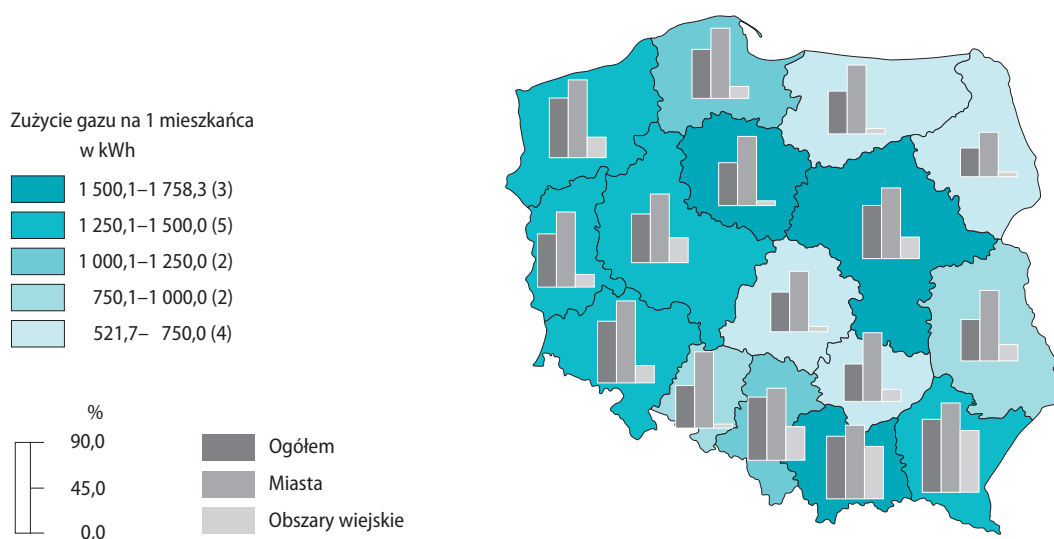 Zużycie gazu na 1 mieszkańca
w kWh
1 500,1–1 758,3 (3)
1 250,1–1 500,0 (5)
1 000,1–1 250,0 (2)
750,1–1 000,0 (2)
521,7– 750,0 (4)
%
90,0
45,0
0,0
Ogółem
Miasta
Obszary wiejskie